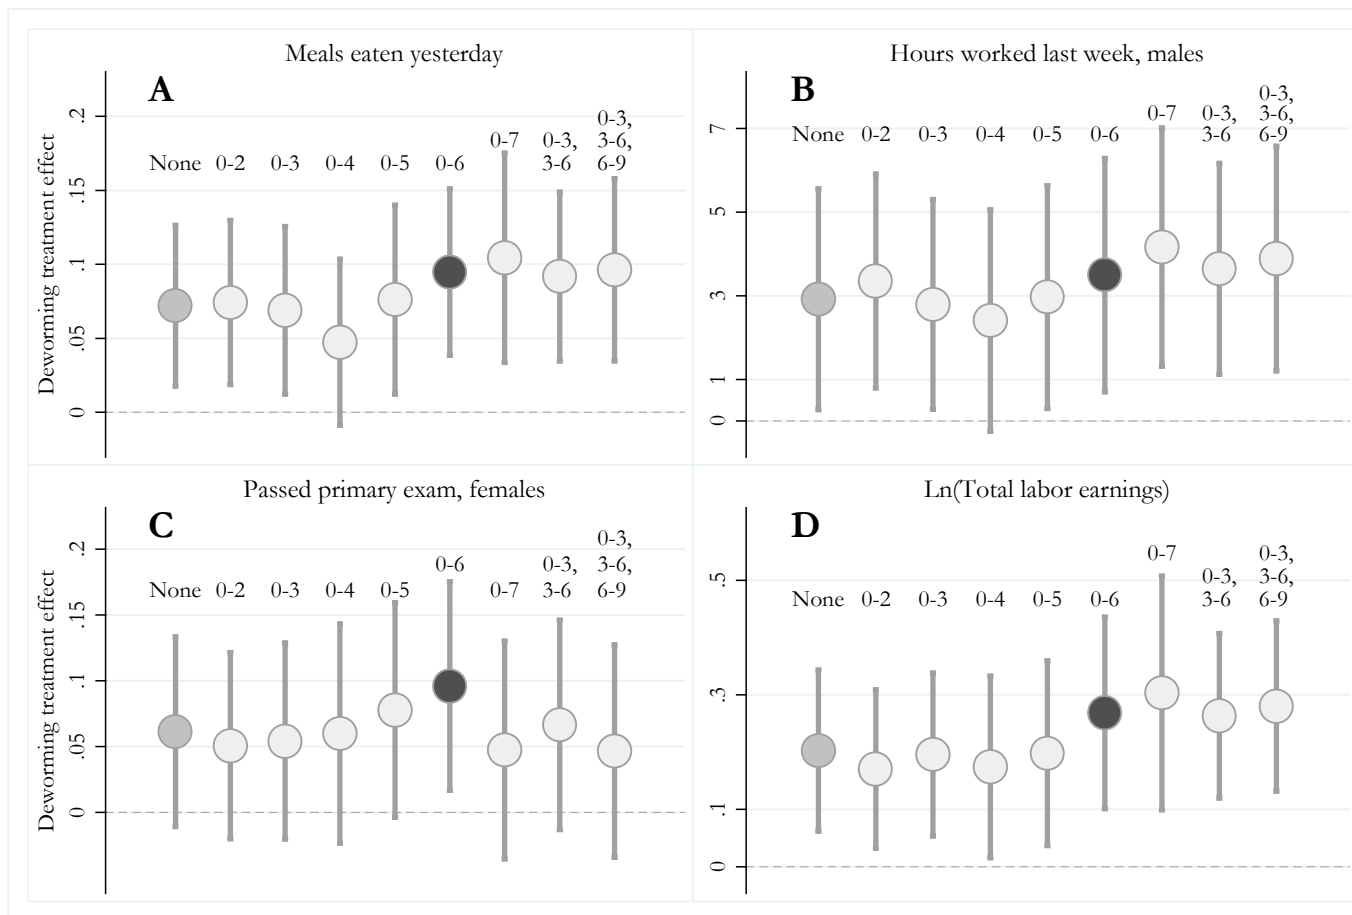 Meals eaten yesterday
A
Deworming treatment effect
.2
.15
.1
.05
0
None 0-2 0-3 0-4 0-5 0-6 0-7 0-3, 3-6 0-3, 3-6, 6-9
Hours worked last week, males
B
7
5
3
1
0
None 0-2 0-3 0-4 0-5 0-6 0-7 0-3, 3-6 0-3, 3-6, 6-9
Passed primary exam, females
C
Deworming treatment effect
.2
.15
.1
.05
0
None 0-2 0-3 0-4 0-5 0-6 0-7 0-3, 3-6 0-3, 3-6, 6-9
Ln(Total labor earnings)
D
.5
.3
.1
0
None 0-2 0-3 0-4 0-5 0-6 0-7 0-3, 3-6 0-3, 3-6, 6-9